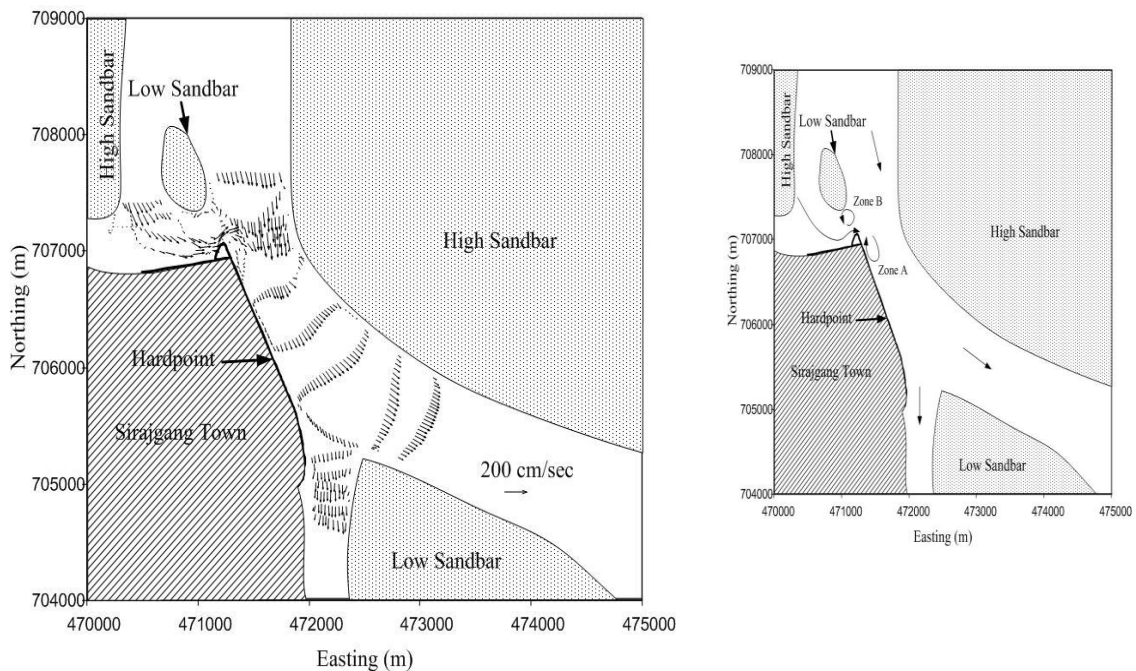 709000
708000
707000
706000
705000
704000
Northing (m)
High Sandbar
Low Sandbar
High Sandbar
Hardpoint
Sirajgang Town
200 cm/sec
Low Sandbar
470000 471000 472000 473000 474000 475000
Easting (m)
709000
708000
707000
706000
705000
704000
Northing (m)
High Sandbar
Low Sandbar
Zone B
High Sandbar
Zone A
Hardpoint
Sirajgang Town
Low Sandbar
470000 471000 472000 473000 474000 475000
Easting (m)